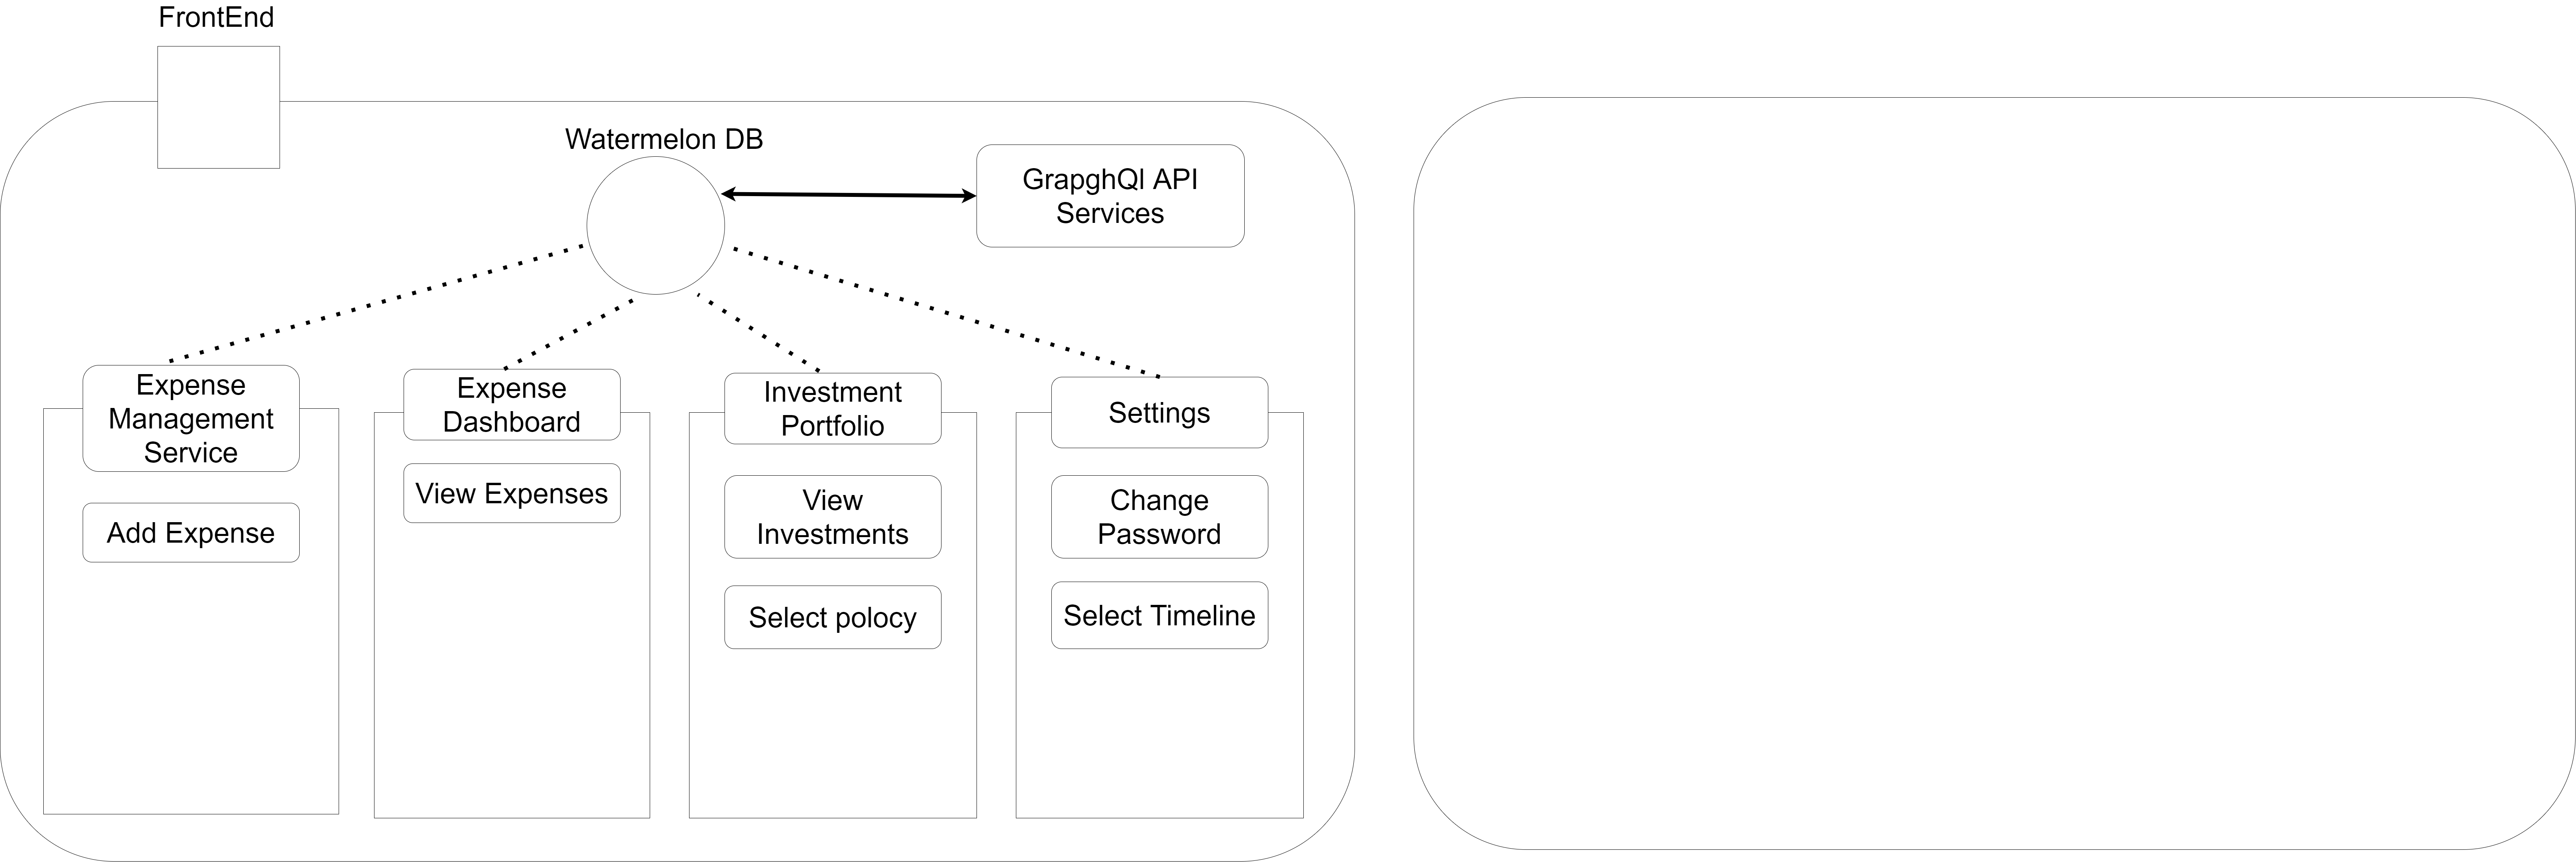 FrontEnd
Watermelon DB
GrapghQl API
Services
Expense
Management
Service
Add Expense
Expense
Dashboard
View Expenses
Investment
Portfolio
View
Investments
Select polocy
Settings
Change
Password
Select Timeline